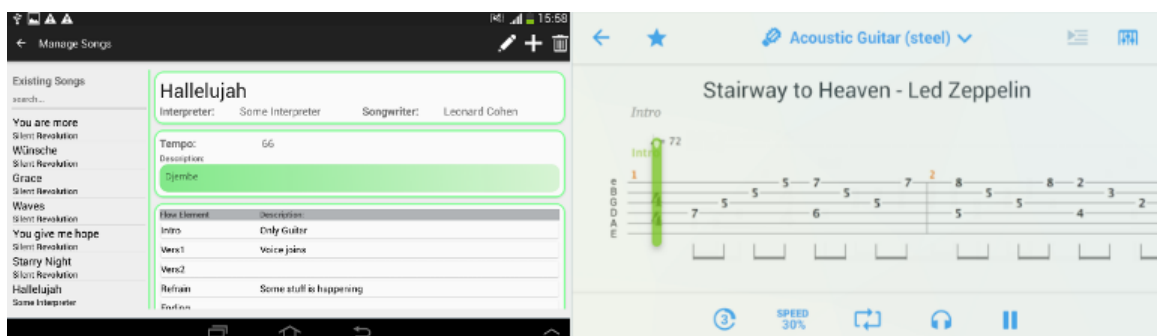 15:58
Manage Songs
Existing Songs
search...
You are more
Silent Revolution
Wünsche
Silent Revolution
Grace
Silent Revolution
Waves
Silent Revolution
You give me hope
Silent Revolution
Starry Night
Silent Revolution
Hallelujah
Some Interpreter
Hallelujah
Interpreter: Some Interpreter Songwriter: Leonard Cohen
Tempo: 66
Description:
Djembe
Flow Element Description:
Intro Only Guitar
Vers1 Voice joins
Vers2
Refrain Some stuff is happening
Ending
Acoustic Guitar (steel)
Stairway to Heaven - Led Zeppelin
Intro
= 72
Intro
1 2
e 5 7 7 8 8 2
B 5 5 5 3
G 5 5 5 2
D 7 6 5 4
A
E
3
SPEED
30%